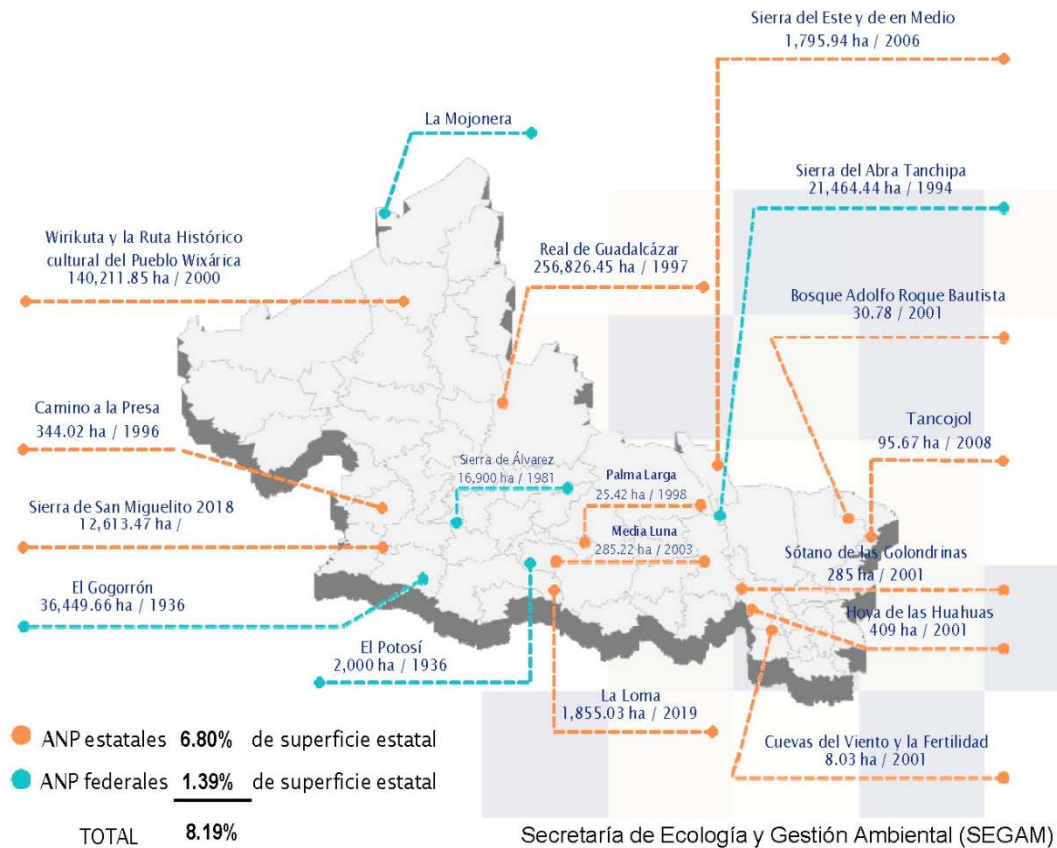 Sierra del Este y de en Medio
1,795.94 ha / 2006
La Mojonera
Sierra del Abra Tanchipa
21,464.44 ha / 1994
Wirikuta y la Ruta Histórico
cultural del Pueblo Wixárica
140,211.85 ha / 2000
Real de Guadalcázar
256,826.45 ha / 1997
Bosque Adolfo Roque Bautista
30.78 / 2001
Camino a la Presa
344.02 ha / 1996
Tancojol
95.67 ha / 2008
Sierra de Álvarez
16,900 ha / 1981
Palma Larga
25.42 ha / 1998
Sierra de San Miguelito 2018
12,613.47 ha /
Media Luna
285.22 ha / 2003
Sótano de las Golondrinas
285 ha / 2001
El Gogorrón
36,449.66 ha / 1936
Hoya de las Huahuas
409 ha / 2001
El Potosí
2,000 ha / 1936
La Loma
1,855.03 ha / 2019
Cuevas del Viento y la Fertilidad
8.03 ha / 2001
ANP estatales 6.80% de superficie estatal
ANP federales 1.39% de superficie estatal
TOTAL 8.19%
Secretaría de Ecología y Gestión Ambiental (SEGAM)